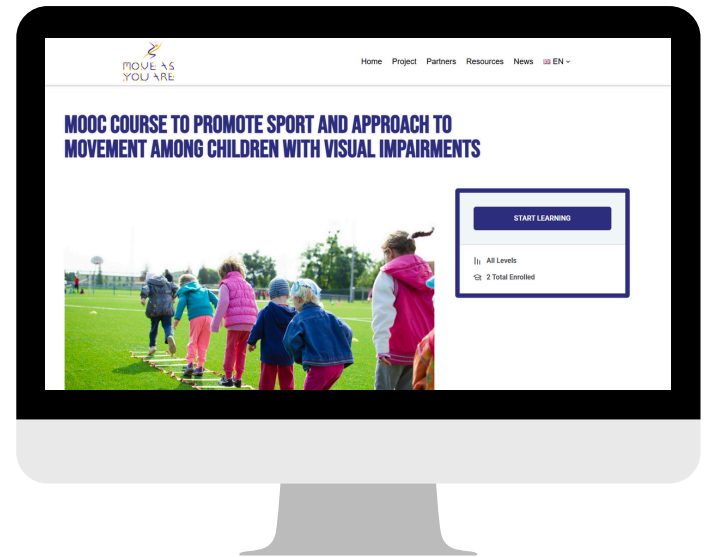 MOVE AS
YOU ARE
Home Project Partners Resources News EN
MOOC COURSE TO PROMOTE SPORT AND APPROACH TO
MOVEMENT AMONG CHILDREN WITH VISUAL IMPAIRMENTS
START LEARNING
All Levels
2 Total Enrolled